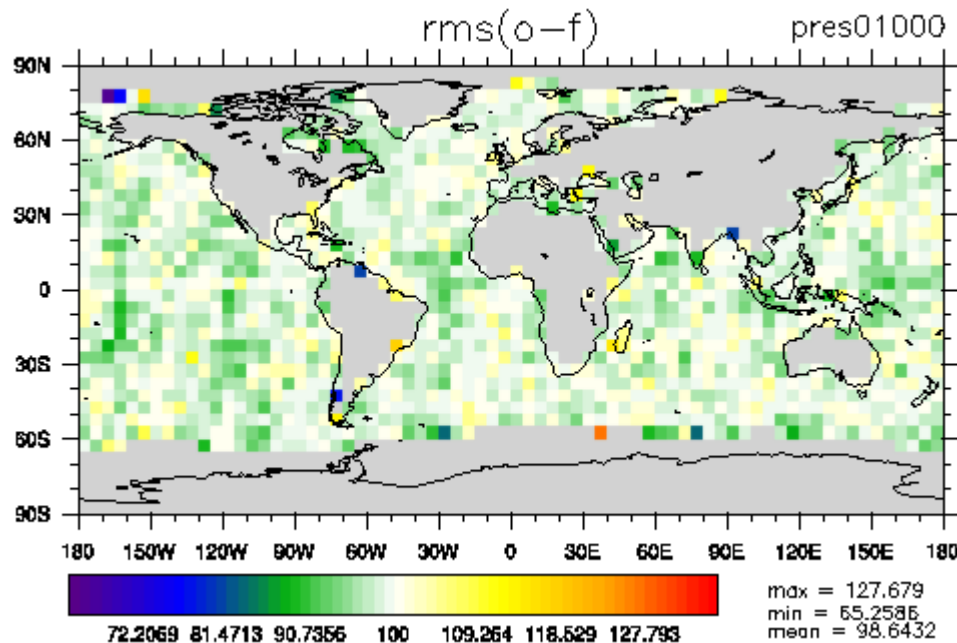 rms(o-f) pres01000
90N
60N
30N
0
30S
60S
90S
180 150W 120W 90W 60W 30W 0 30E 60E 90E 120E 150E 180
72.2069 81.4713 90.7356 100 109.264 118.529 127.793
max = 127.679
min = 65.2586
mean = 98.6432